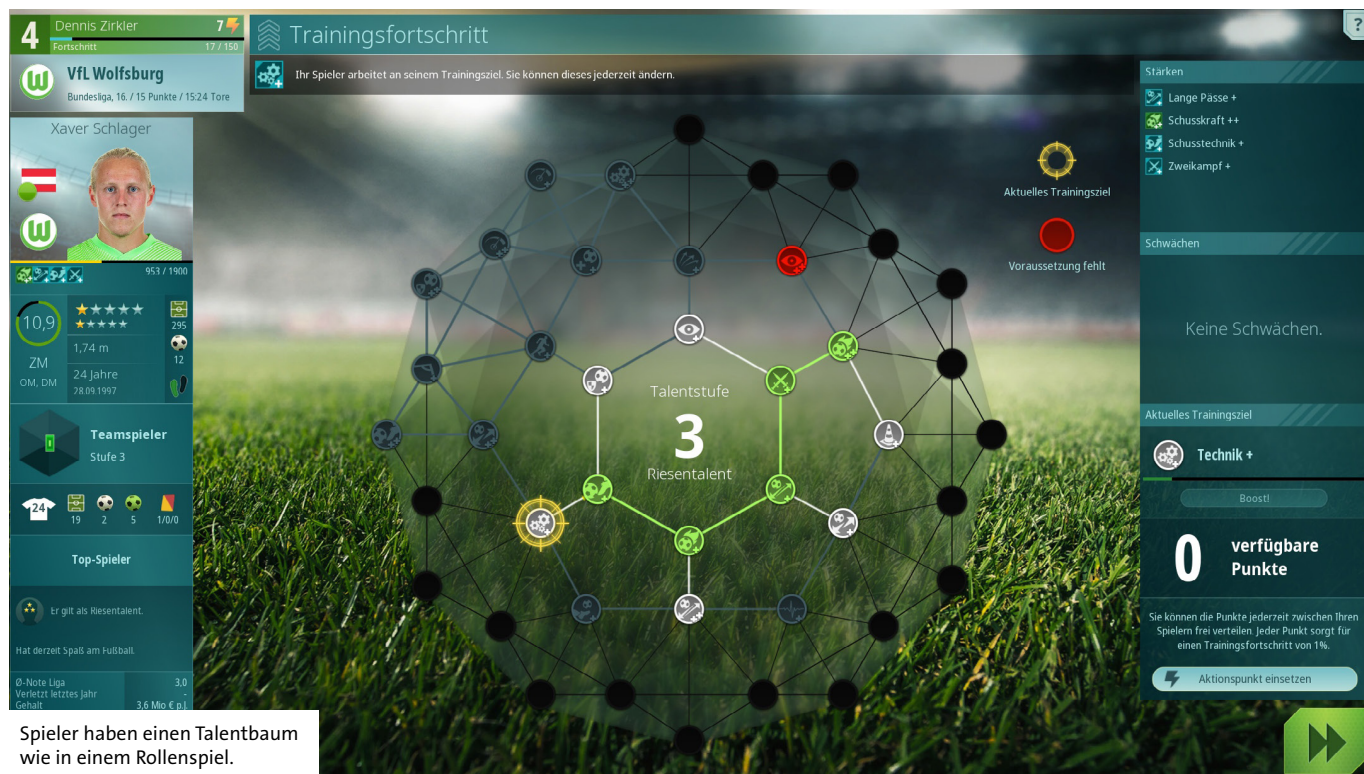 4
Dennis Zirkler
7
Fortschritt
17 / 150
VfL Wolfsburg
Bundesliga, 16. / 15 Punkte / 15:24 Tore
Trainingsfortschritt
Ihr Spieler arbeitet an seinem Trainingsziel. Sie können dieses jederzeit ändern.
?
Xaver Schlager
953 / 1900
10,9
295
12
ZM
OM, DM
1,74 m
24 Jahre
28.09.1997
Teamspieler
Stufe 3
24
19
2
5
1/0/0
Top-Spieler
Er gilt als Riesentalent.
Hat derzeit Spaß am Fußball.
Ø-Note Liga
3,0
Verletzt letztes Jahr
-
Gehalt
3,6 Mio € p.J.
Talentstufe
3
Riesentalent
Aktuelles Trainingsziel
Voraussetzung fehlt
Stärken
Lange Pässe +
Schusskraft ++
Schusstechnik +
Zweikampf +
Schwächen
Keine Schwächen.
Aktuelles Trainingsziel
Technik +
Boost!
0
verfügbare
Punkte
Sie können die Punkte jederzeit zwischen Ihren
Spielern frei verteilen. Jeder Punkt sorgt für
einen Trainingsfortschritt von 1%.
Aktionspunkt einsetzen
Spieler haben einen Talentbaum
wie in einem Rollenspiel.